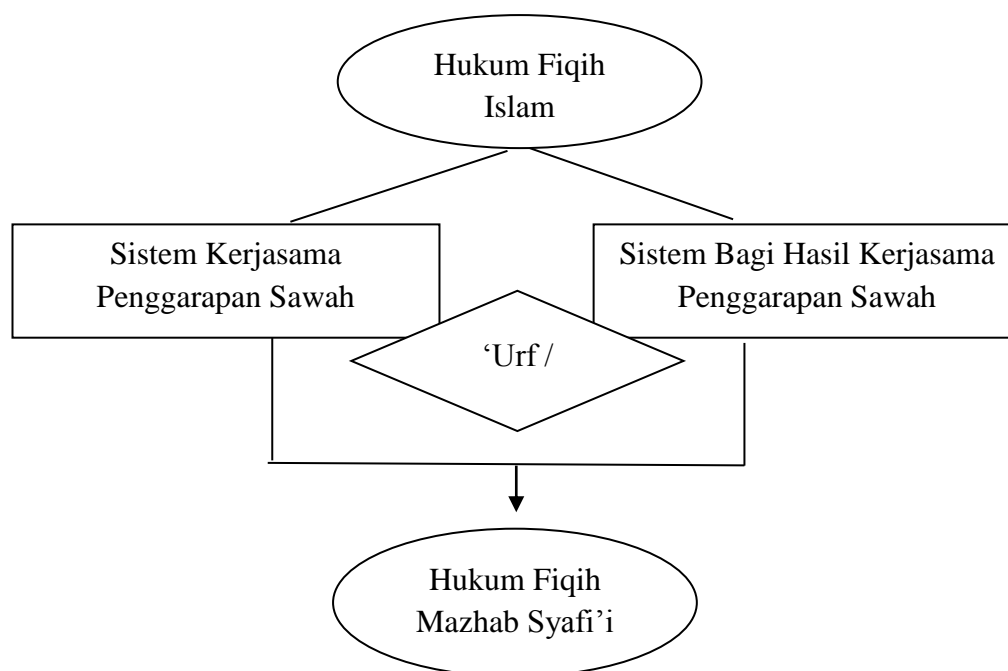 Hukum Fiqih
Islam
Sistem Kerjasama
Penggarapan Sawah
Sistem Bagi Hasil Kerjasama
Penggarapan Sawah
‘Urf /
Hukum Fiqih
Mazhab Syafi’i